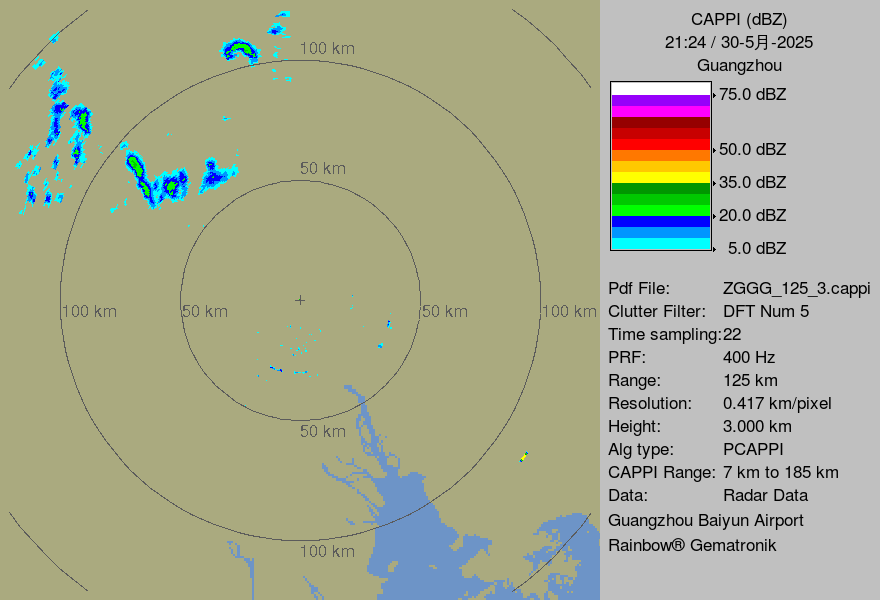 CAPPI (dBZ)
21:24 / 30-5月-2025
Guangzhou
75.0 dBZ
50.0 dBZ
35.0 dBZ
20.0 dBZ
5.0 dBZ
100 km
50 km
100 km
50 km
50 km
100 km
50 km
100 km
Pdf File: ZGGG_125_3.cappi
Clutter Filter: DFT Num 5
Time sampling: 22
PRF: 400 Hz
Range: 125 km
Resolution: 0.417 km/pixel
Height: 3.000 km
Alg type: PCAPPI
CAPPI Range: 7 km to 185 km
Data: Radar Data
Guangzhou Baiyun Airport
Rainbow® Gematronik